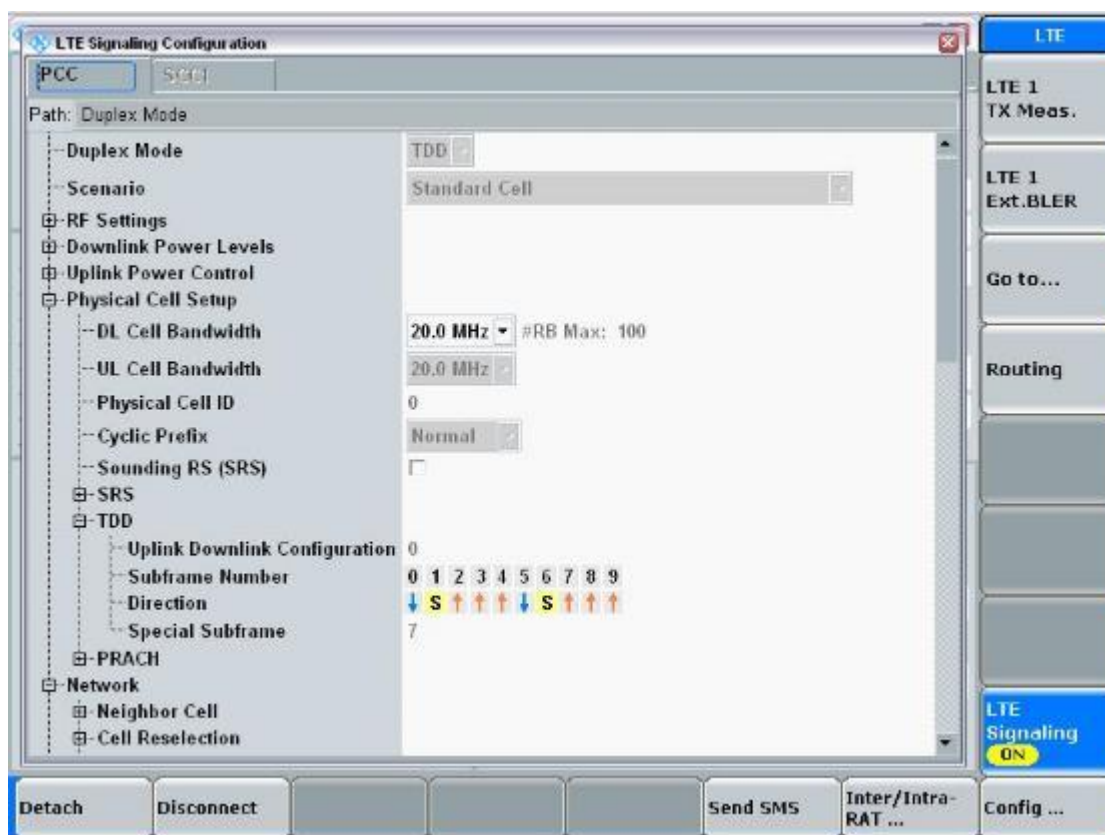 LTE Signaling Configuration
PCC SCC1
Path: Duplex Mode
Duplex Mode TDD
Scenario Standard Cell
RF Settings
Downlink Power Levels
Uplink Power Control
Physical Cell Setup
DL Cell Bandwidth 20.0 MHz #RB Max: 100
UL Cell Bandwidth 20.0 MHz
Physical Cell ID 0
Cyclic Prefix Normal
Sounding RS (SRS)
SRS
TDD
Uplink Downlink Configuration 0
Subframe Number 0 1 2 3 4 5 6 7 8 9
Direction S S
Special Subframe 7
PRACH
Network
Neighbor Cell
Cell Reselection
LTE
LTE 1
TX Meas.
LTE 1
Ext.BLER
Go to...
Routing
LTE
Signaling
ON
Detach
Disconnect
Send SMS
Inter/Intra-
RAT ...
Config ...